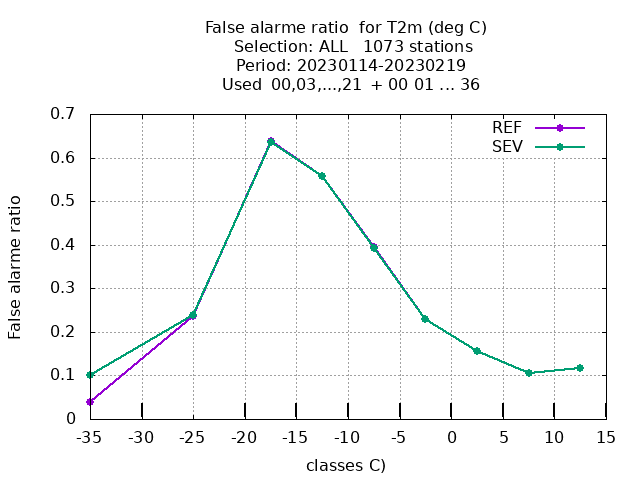 False alarme ratio  for T2m (deg C)
Selection: ALL   1073 stations
Period: 20230114-20230219
Used  00,03,...,21  + 00 01 ... 36
REF
SEV
False alarme ratio
0.7
0.6
0.5
0.4
0.3
0.2
0.1
0
-35 -30 -25 -20 -15 -10 -5 0 5 10 15
classes C)